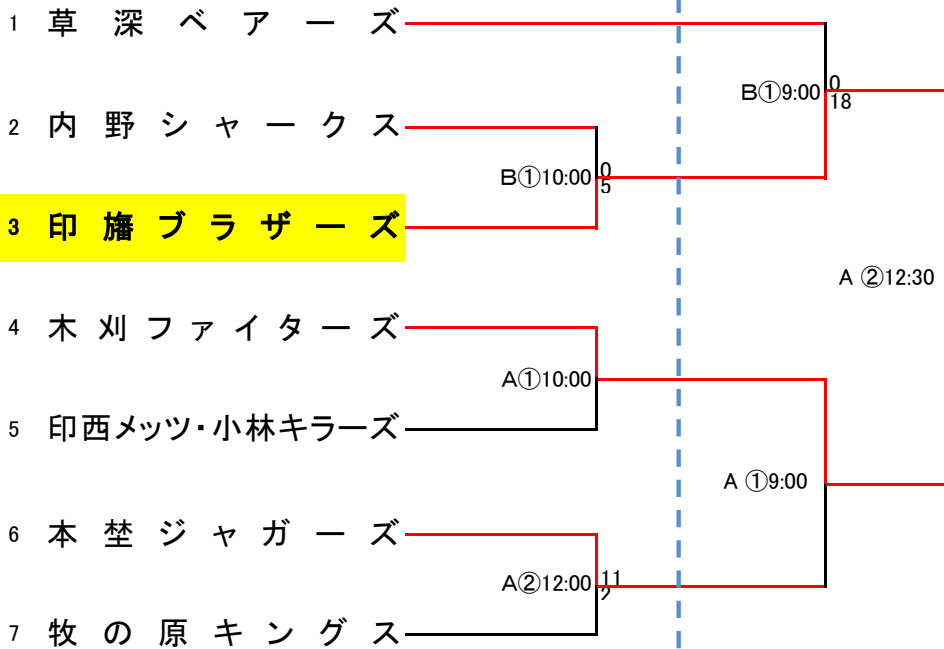 1 草深ベアーズ
B①9:00 0
18
2 内野シャークス
B①10:00 0
5
3 印旛ブラザーズ
A ②12:30
4 木刈ファイターズ
A①10:00
5 印西メッツ・小林キラーズ
A ①9:00
6 本埜ジャガーズ
A②12:00 11
2
7 牧の原キングス